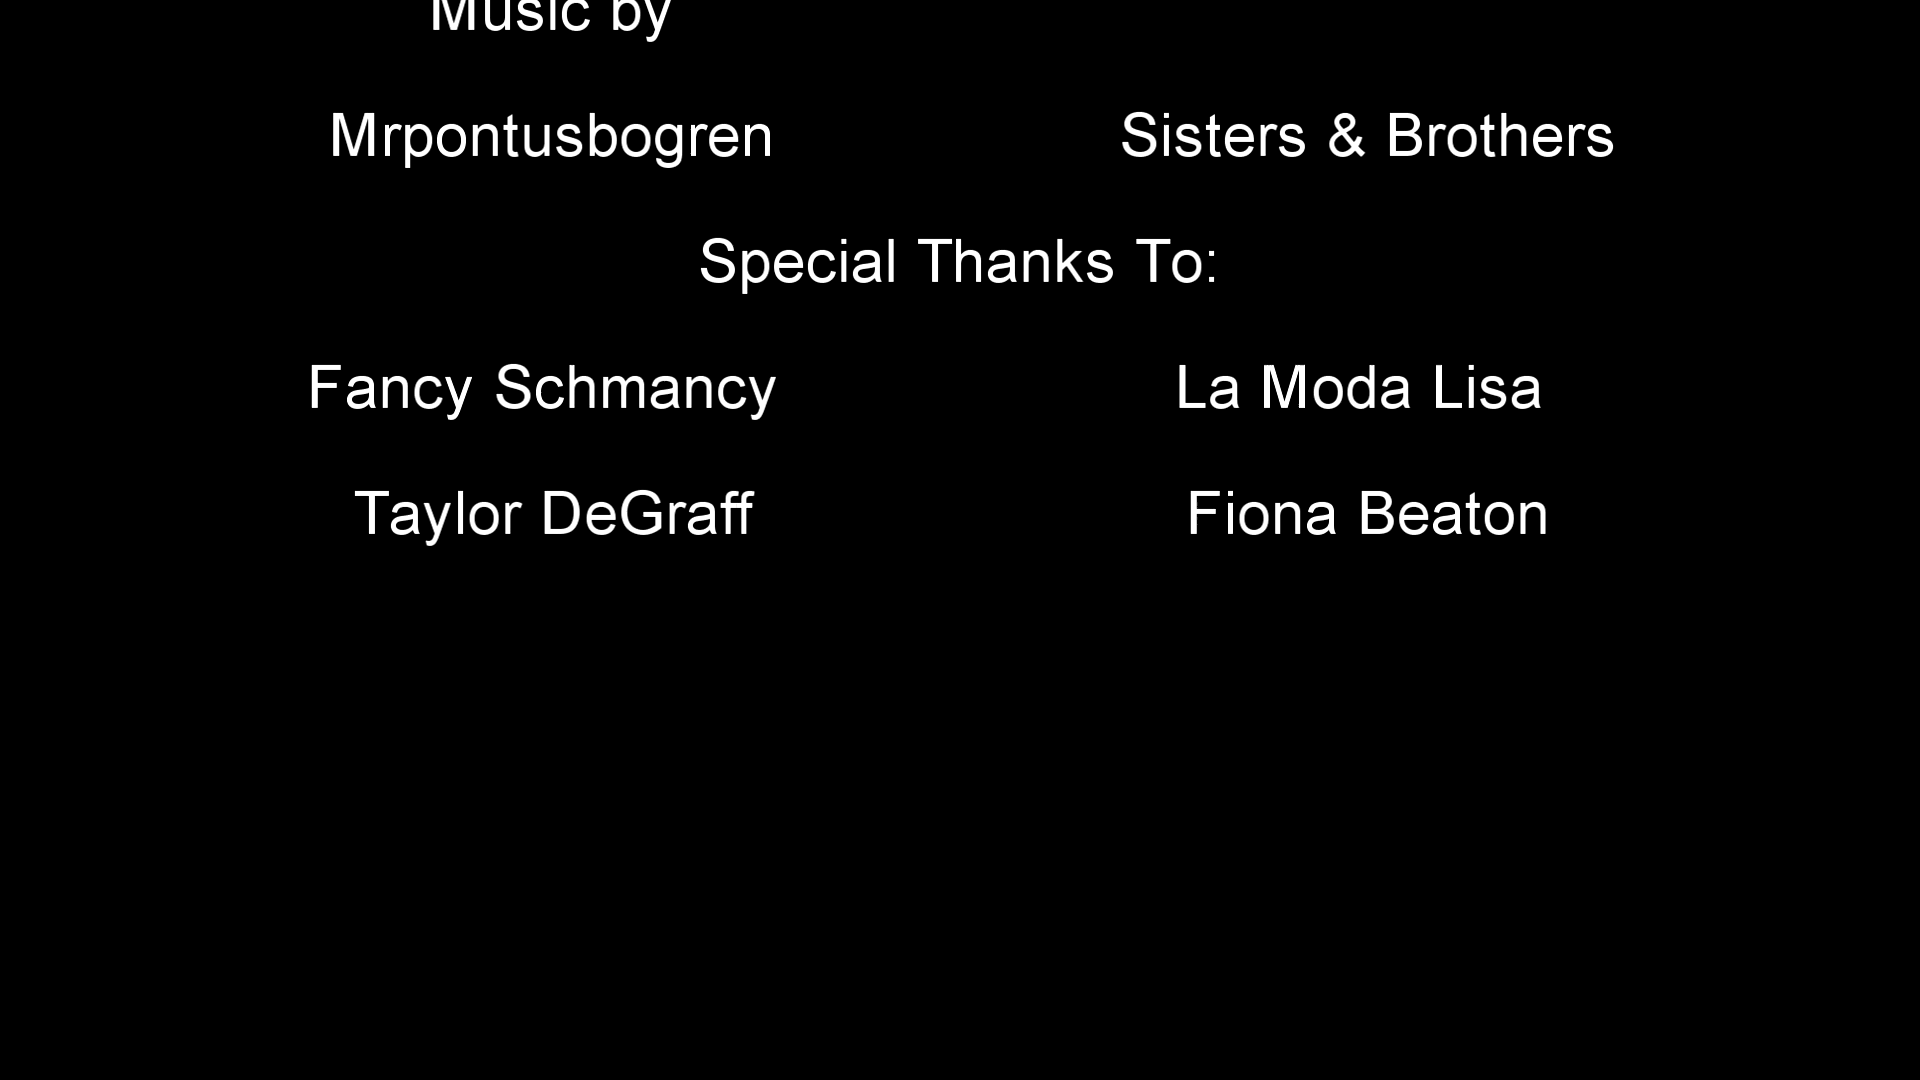 Music by
Mrpontusbogren Sisters & Brothers
Special Thanks To:
Fancy Schmancy La Moda Lisa
Taylor DeGraff Fiona Beaton